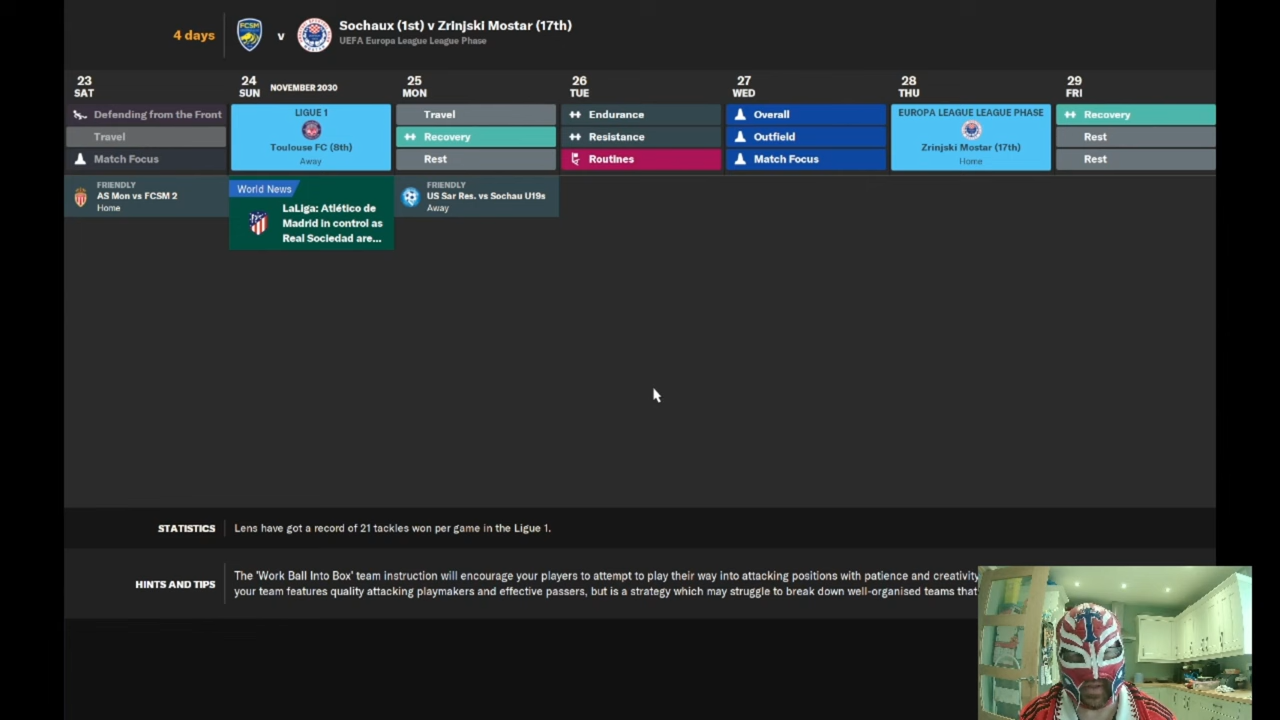 4 days
v
Sochaux (1st) v Zrinjski Mostar (17th)
UEFA Europa League League Phase
23
SAT
24
SUN
NOVEMBER 2030
25
MON
26
TUE
27
WED
28
THU
29
FRI
Defending from the Front
Travel
Match Focus
LIGUE 1
Toulouse FC (8th)
Away
Travel
Recovery
Rest
Endurance
Resistance
Routines
Overall
Outfield
Match Focus
EUROPA LEAGUE LEAGUE PHASE
Zrinjski Mostar (17th)
Home
Recovery
Rest
Rest
FRIENDLY
AS Mon vs FCSM 2
Home
World News
LaLiga: Atlético de
Madrid in control as
Real Sociedad are...
FRIENDLY
US Sar Res. vs Sochau U19s
Away
STATISTICS
Lens have got a record of 21 tackles won per game in the Ligue 1.
HINTS AND TIPS
The 'Work Ball Into Box' team instruction will encourage your players to attempt to play their way into attacking positions with patience and creativity
your team features quality attacking playmakers and effective passers, but is a strategy which may struggle to break down well-organised teams that